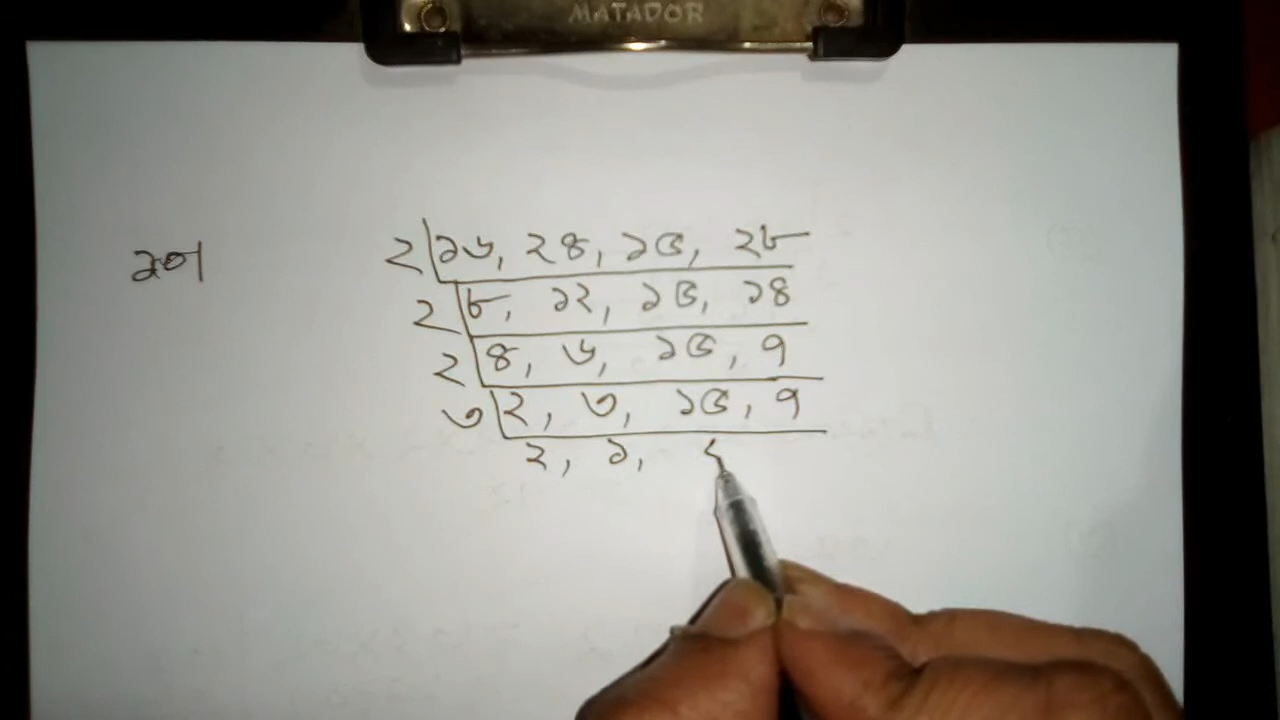 MATADOR
২ ১৬, ২৪, ১৫, ২৮
২ ৮, ১২, ১৫, ১৪
২ ৪, ৬, ১৫, ৭
৩ ২, ৩, ১৫, ৭
২, ১,